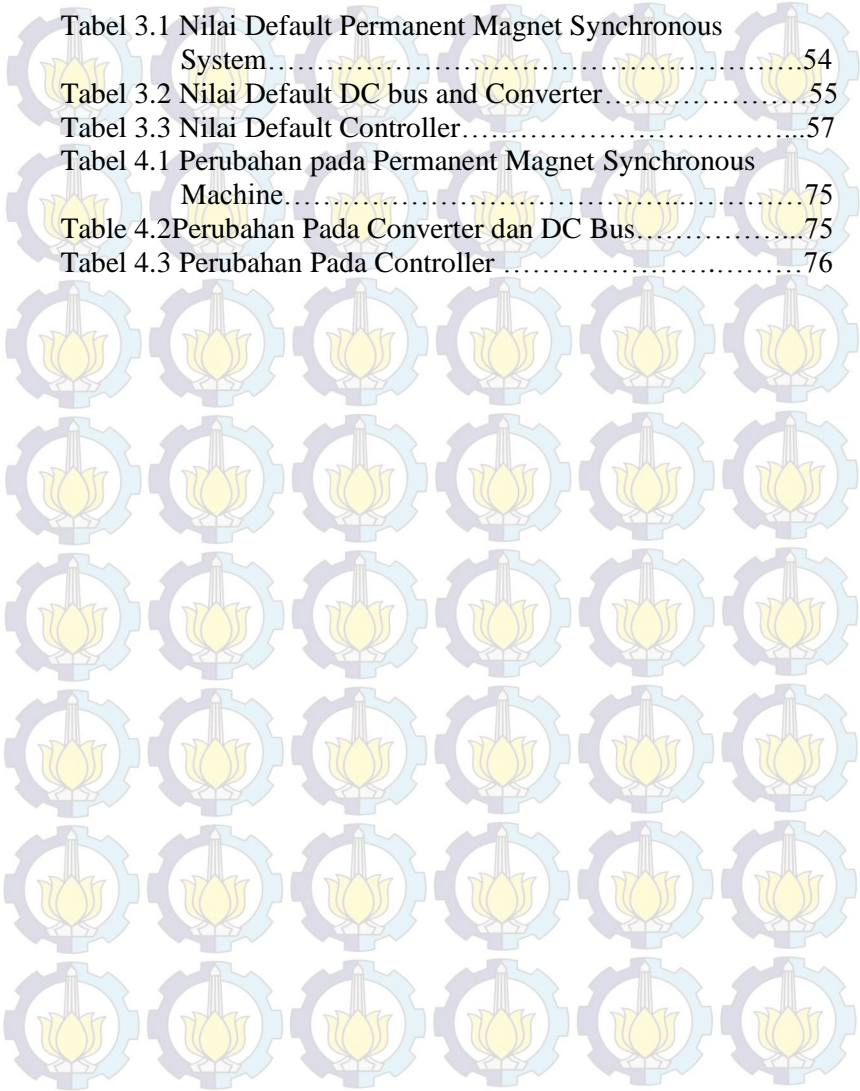 Tabel 3.1 Nilai Default Permanent Magnet Synchronous
System……………………………………………….54
Tabel 3.2 Nilai Default DC bus and Converter…………………55
Tabel 3.3 Nilai Default Controller…...………………………...57
Tabel 4.1 Perubahan pada Permanent Magnet Synchronous
Machine…………………………………..…………75
Table 4.2Perubahan Pada Converter dan DC Bus……………..75
Tabel 4.3 Perubahan Pada Controller ………………….………76